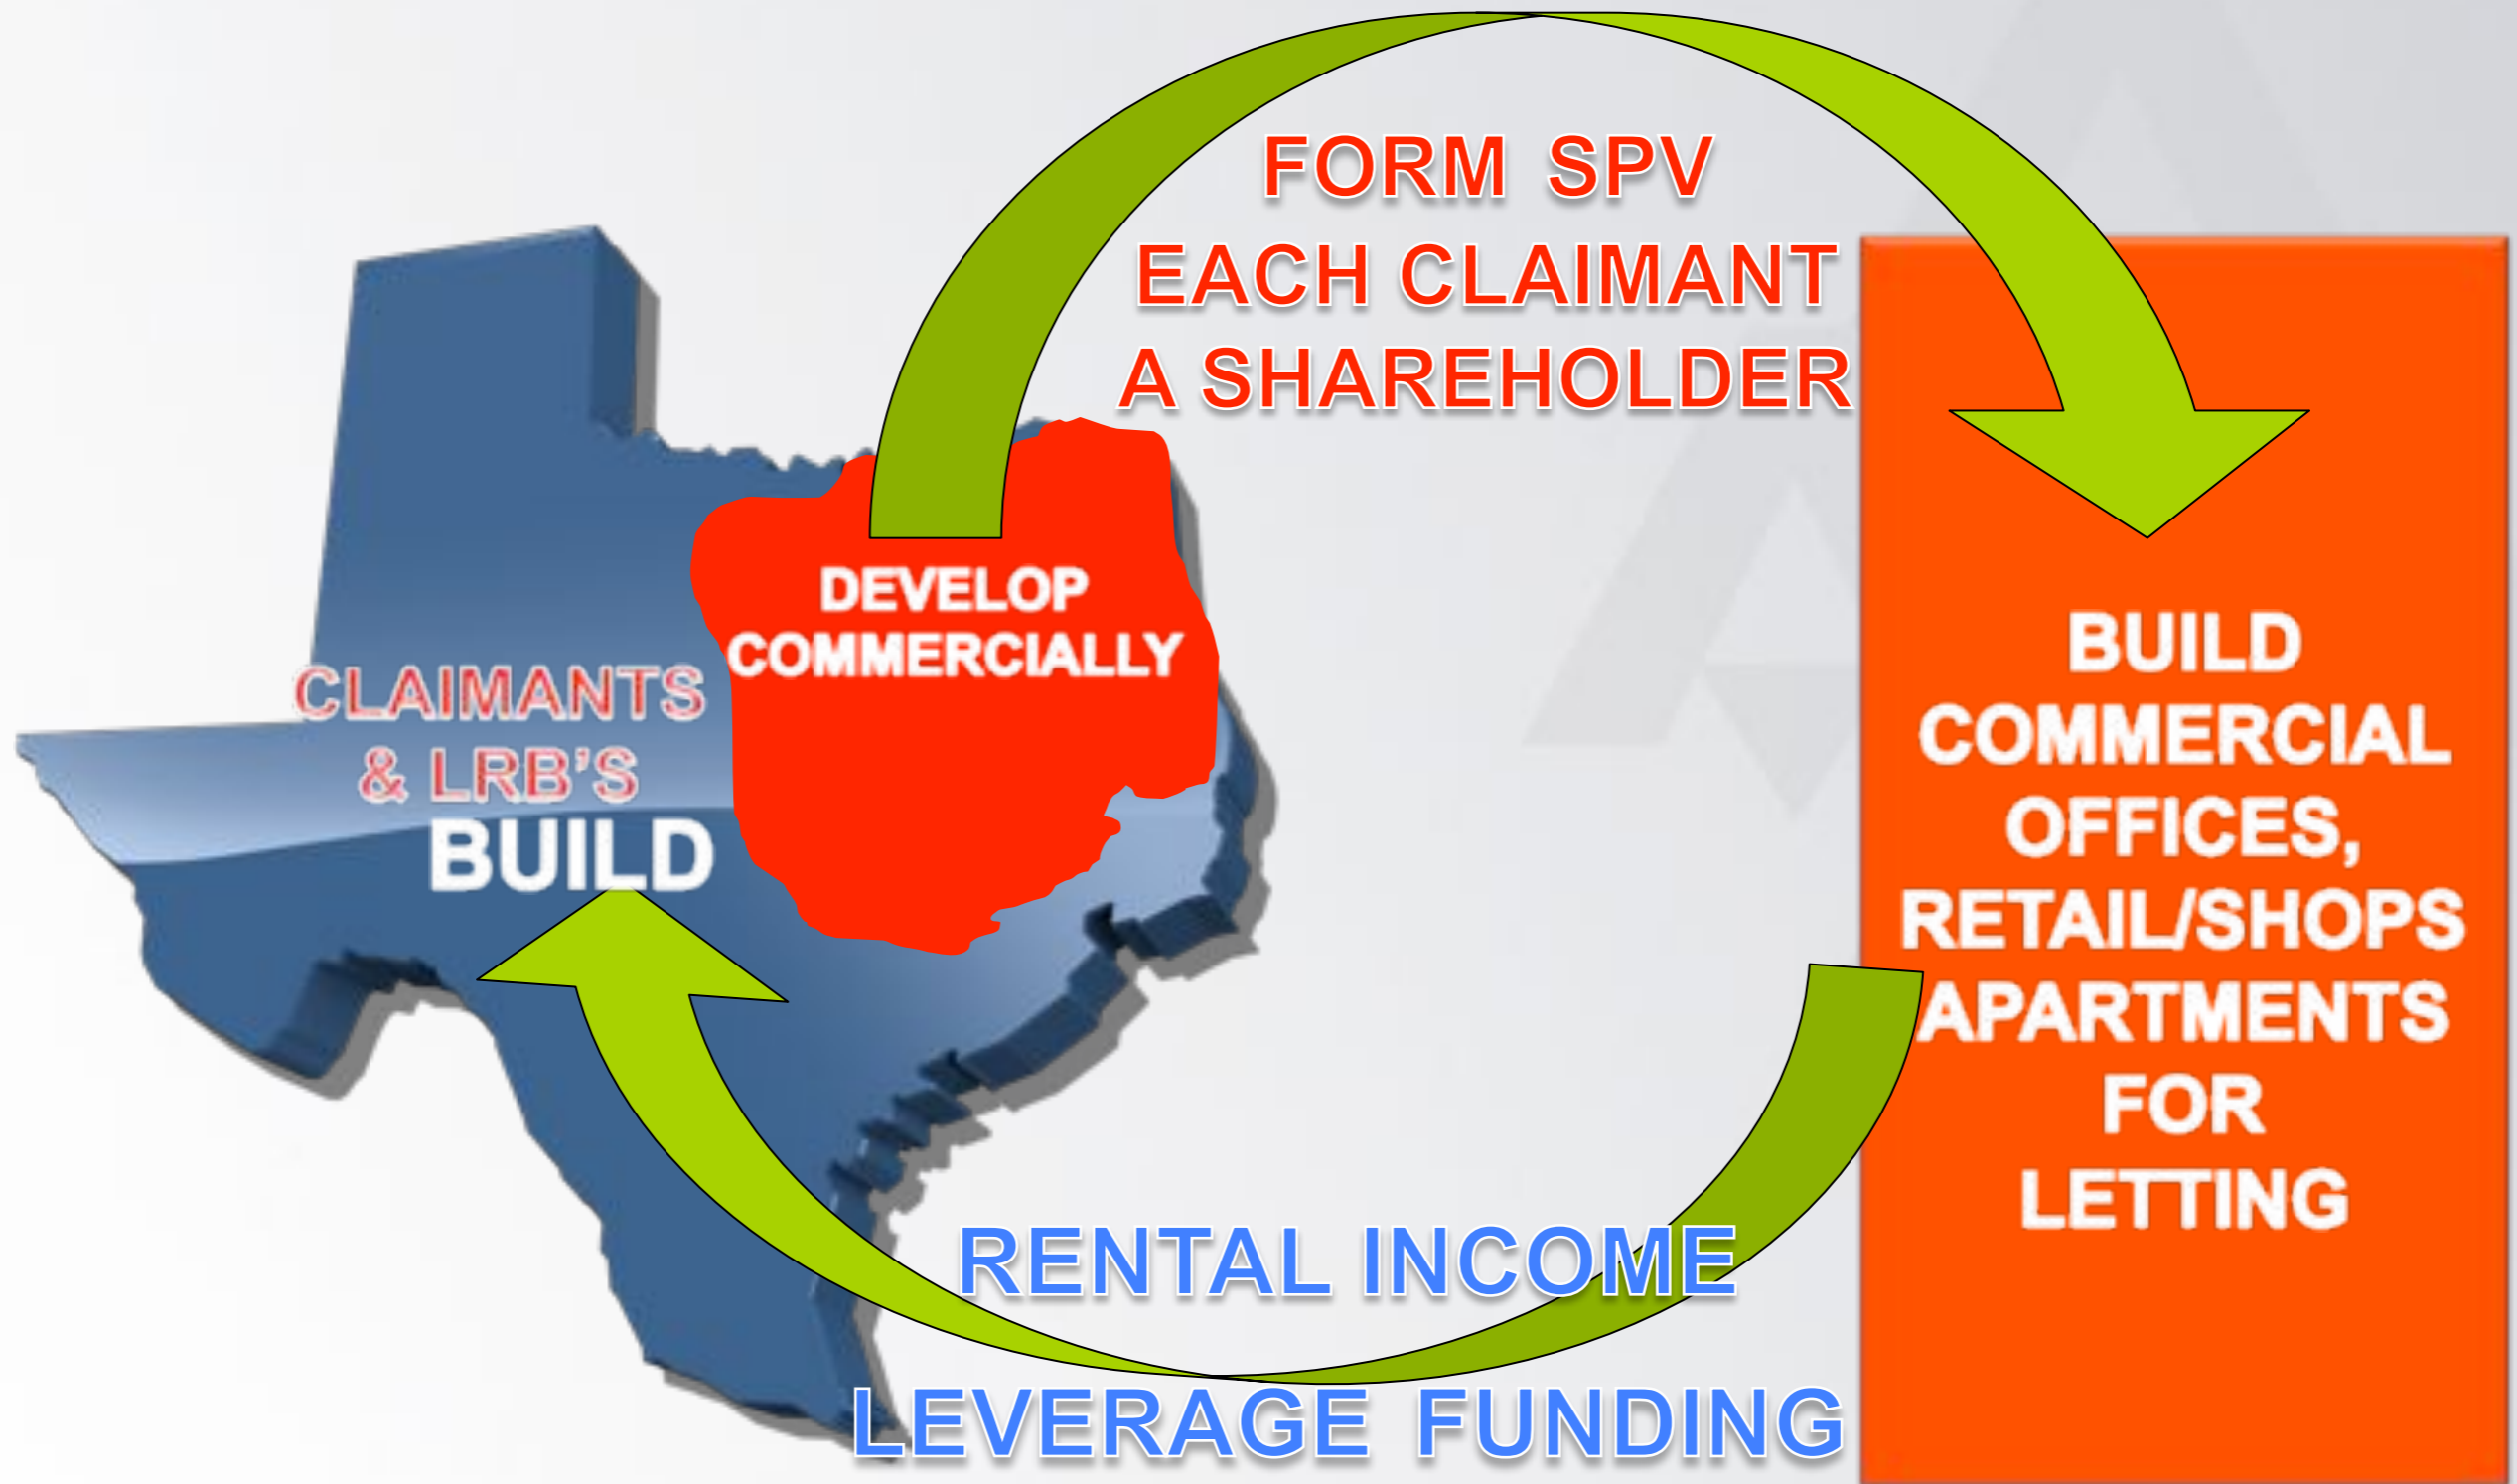 FORM SPV
EACH CLAIMANT
A SHAREHOLDER
DEVELOP
COMMERCIALLY
CLAIMANTS
& LRB'S
BUILD
BUILD
COMMERCIAL
OFFICES,
RETAIL/SHOPS
APARTMENTS
FOR
LETTING
RENTAL INCOME
LEVERAGE FUNDING